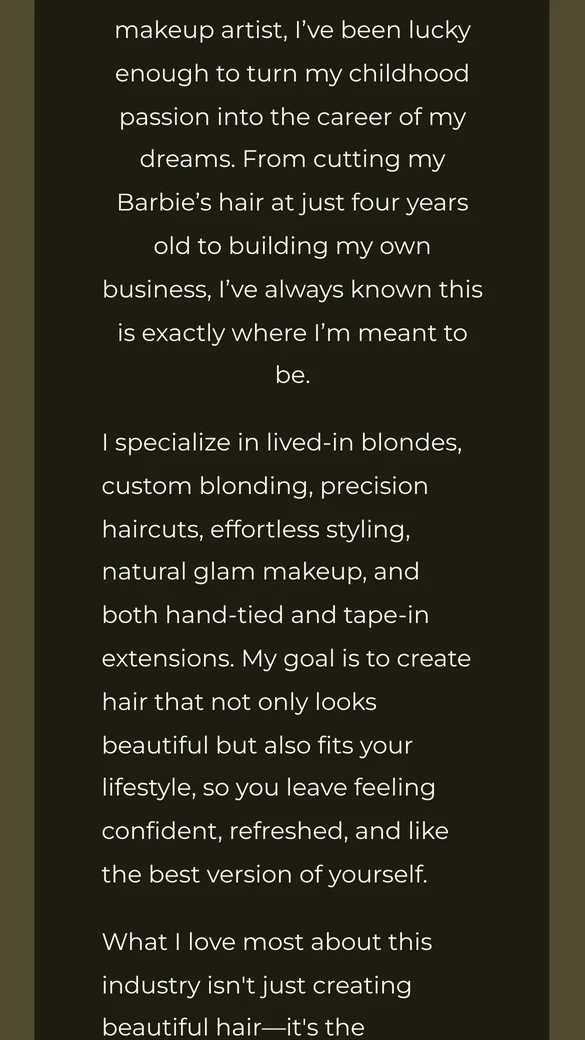 makeup artist, I’ve been lucky
enough to turn my childhood
passion into the career of my
dreams. From cutting my
Barbie’s hair at just four years
old to building my own
business, I’ve always known this
is exactly where I’m meant to
be.
I specialize in lived-in blondes,
custom blonding, precision
haircuts, effortless styling,
natural glam makeup, and
both hand-tied and tape-in
extensions. My goal is to create
hair that not only looks
beautiful but also fits your
lifestyle, so you leave feeling
confident, refreshed, and like
the best version of yourself.
What I love most about this
industry isn't just creating
beautiful hair—it's the